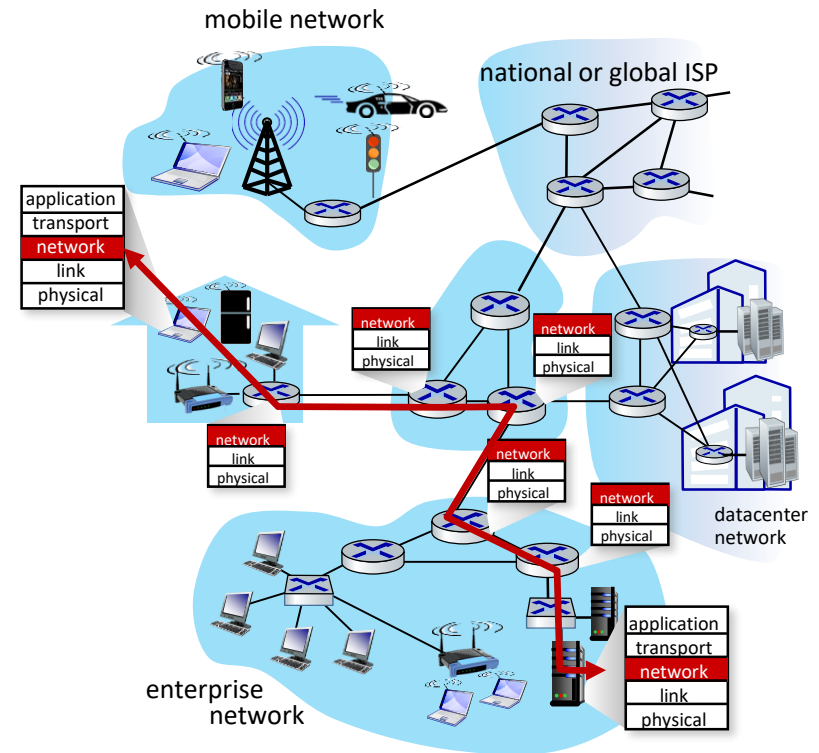 mobile network
national or global ISP
application
transport
network
link
physical
network
link
physical
network
link
physical
network
link
physical
network
link
physical
network
link
physical
datacenter
network
application
transport
network
link
physical
enterprise
network